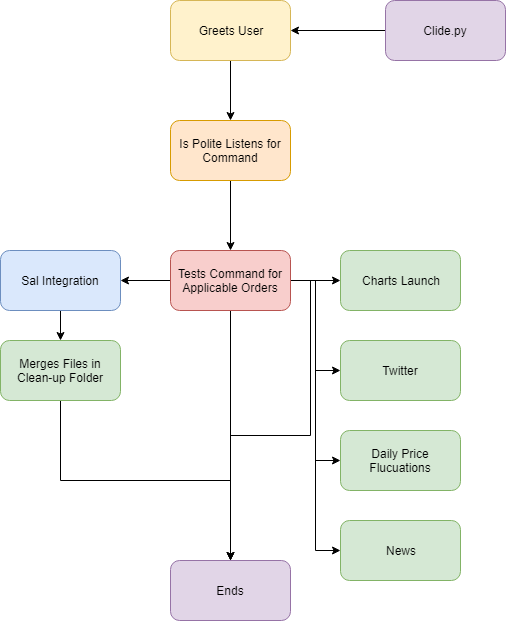 Greets User
Clide.py
Is Polite Listens for
Command
Sal Integration
Tests Command for
Applicable Orders
Charts Launch
Merges Files in
Clean-up Folder
Twitter
Daily Price
Flucuations
News
Ends